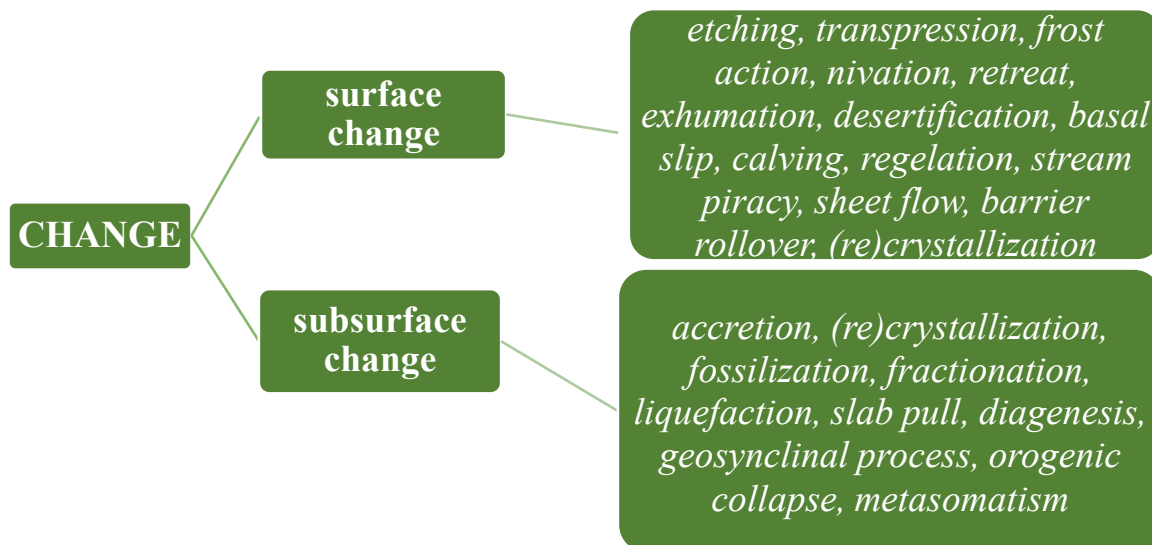 CHANGE
surface
change
etching, transpression, frost
action, nivation, retreat,
exhumation, desertification, basal
slip, calving, regelation, stream
piracy, sheet flow, barrier
rollover, (re)crystallization
subsurface
change
accretion, (re)crystallization,
fossilization, fractionation,
liquefaction, slab pull, diagenesis,
geosynclinal process, orogenic
collapse, metasomatism